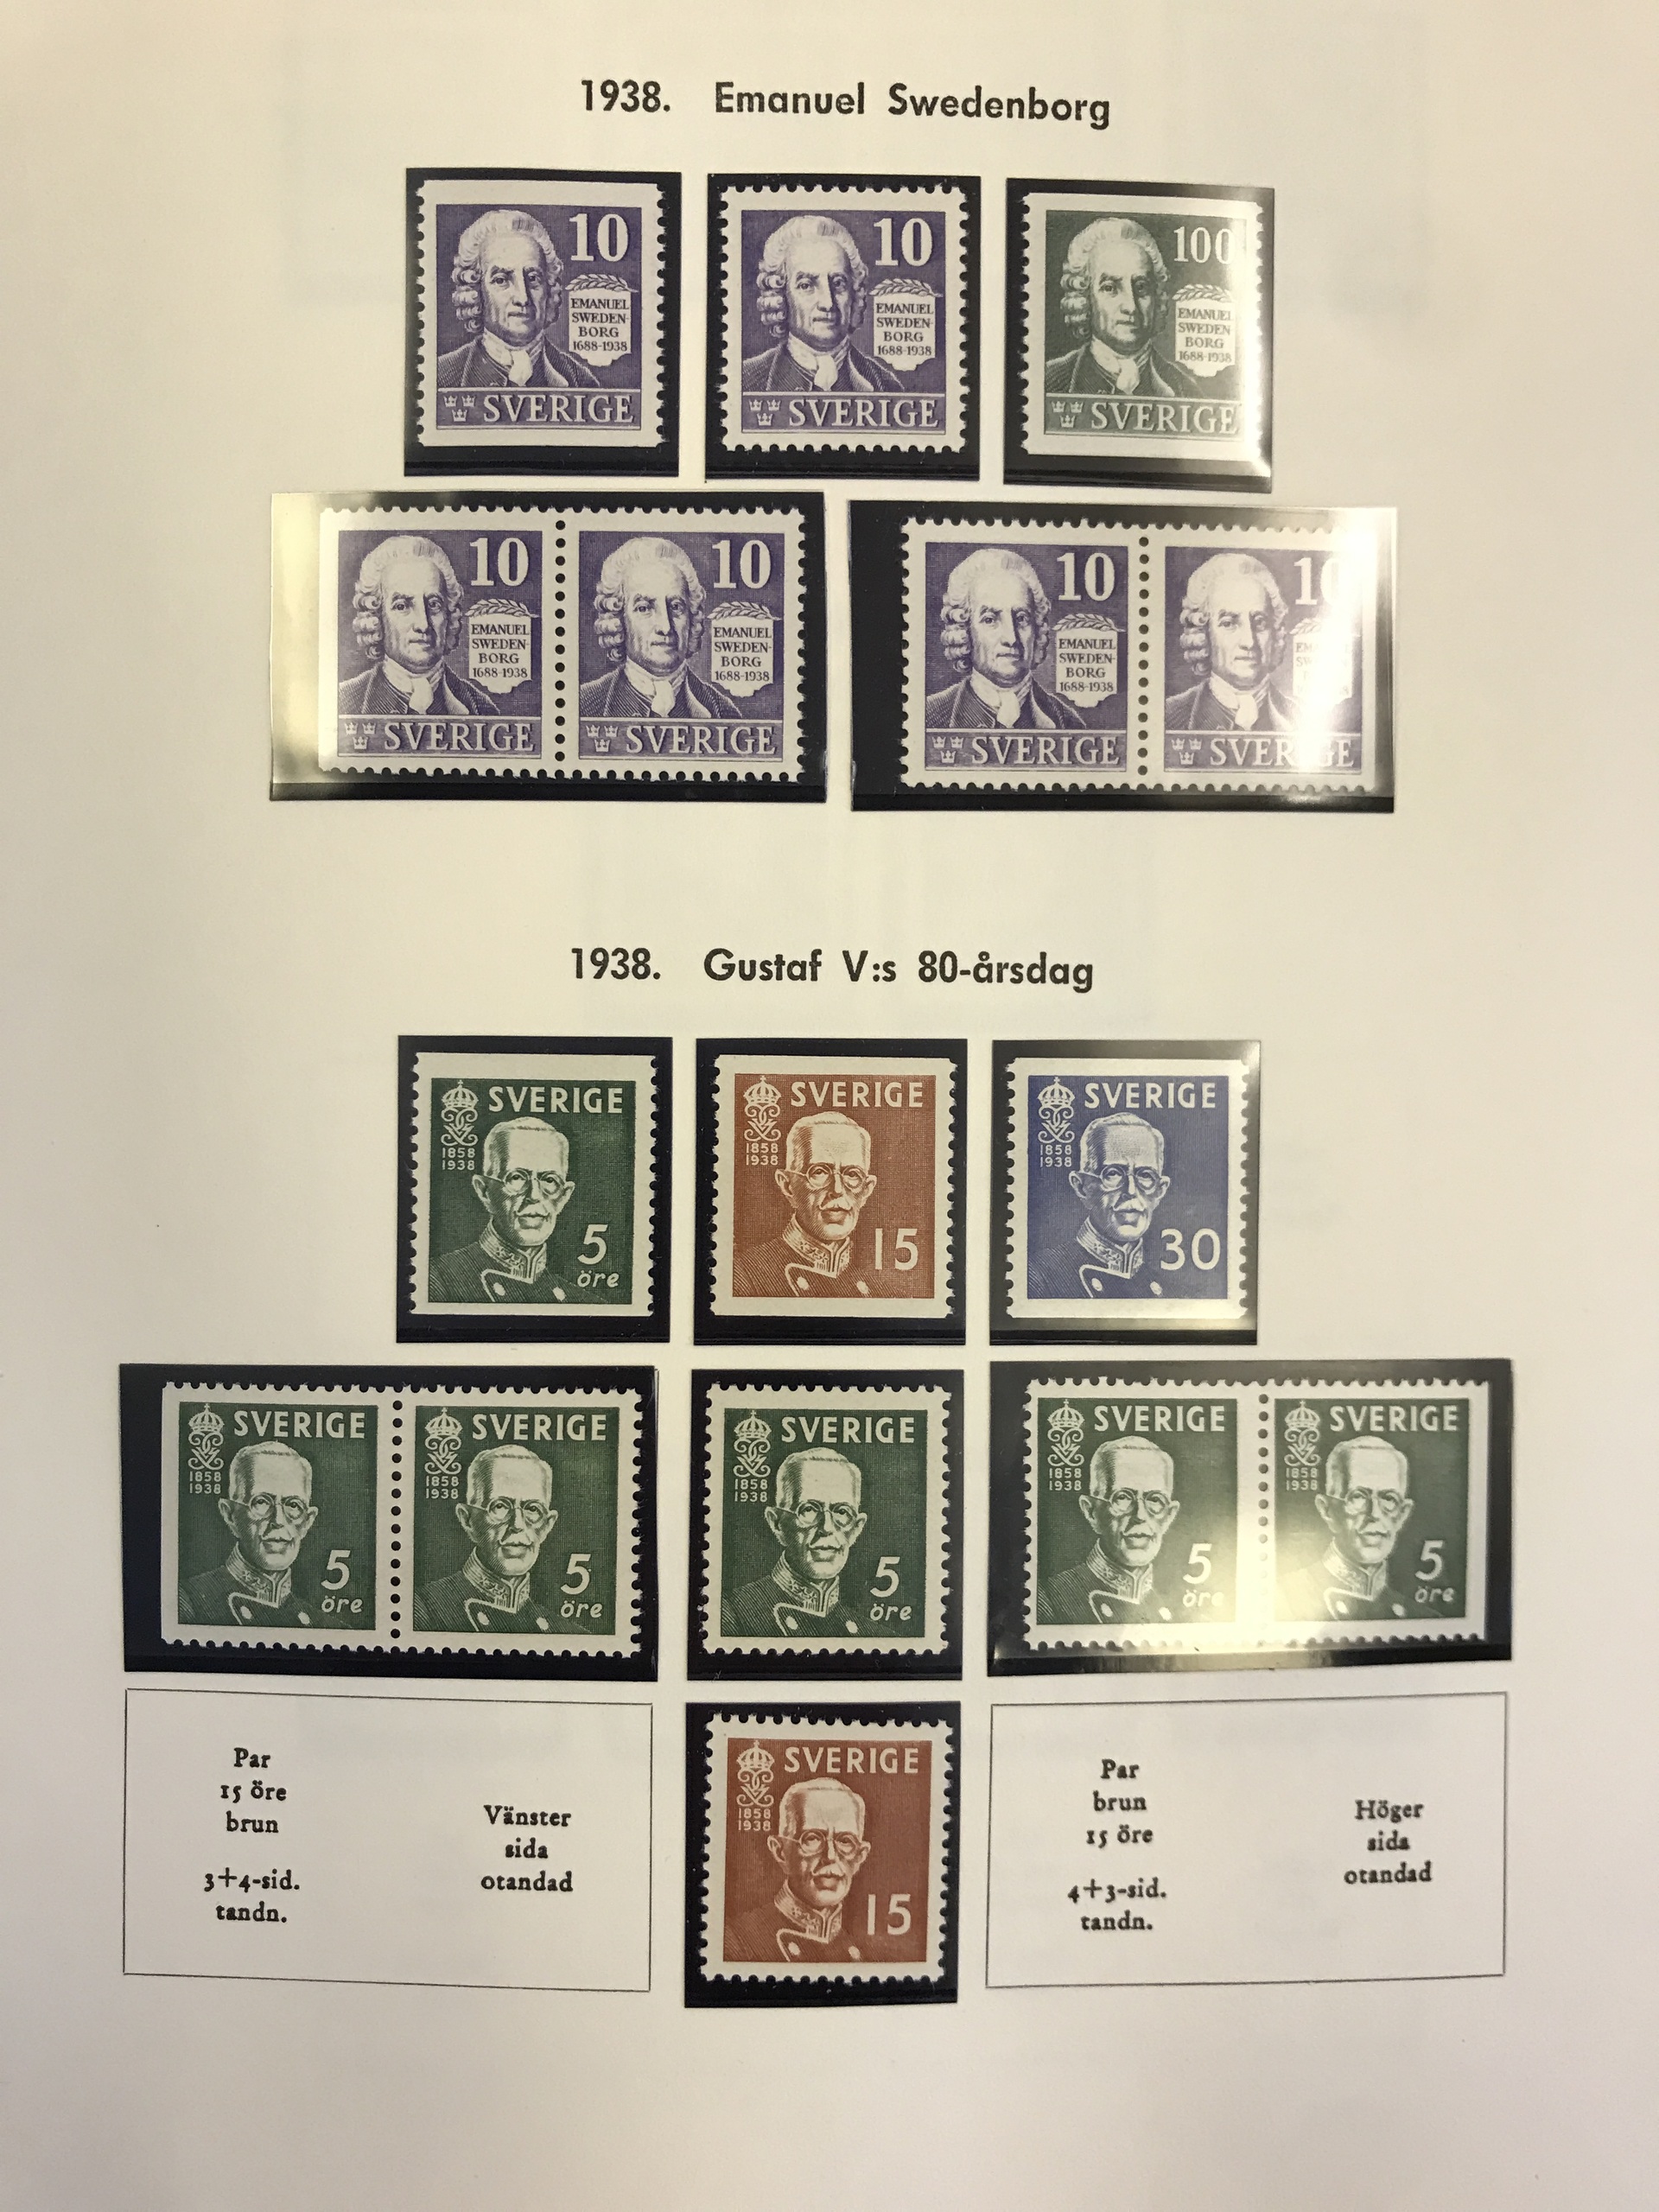 1938. Emanuel Swedenborg
10
EMANUEL
SWEDEN-
BORG
1688-1938
SVERIGE
10
EMANUEL
SWEDEN-
BORG
1688-1938
SVERIGE
100
EMANUEL
SWEDEN-
BORG
1688-1938
SVERIGE
10
EMANUEL
SWEDEN-
BORG
1688-1938
SVERIGE
10
EMANUEL
SWEDEN-
BORG
1688-1938
SVERIGE
10
EMANUEL
SWEDEN-
BORG
1688-1938
SVERIGE
10
SVERIGE
1938. Gustaf V:s 80-årsdag
SVERIGE
1858
1938
5
öre
SVERIGE
1858
1938
15
SVERIGE
1858
1938
30
SVERIGE
1858
1938
5
öre
SVERIGE
1858
1938
5
öre
SVERIGE
1858
1938
5
öre
SVERIGE
1858
1938
5
öre
SVERIGE
1858
1938
5
öre
Par
15 öre
brun
3+4-sid.
tandn.
Vänster
sida
otandad
SVERIGE
1858
1938
15
Par
brun
15 öre
4+3-sid.
tandn.
Höger
sida
otandad